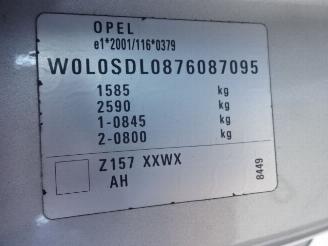 OPEL
e1*2001/116*0379
W0L0SDL0876087095
1585 kg
2590 kg
1-0845 kg
2-0800 kg
Z157 XXWX
AH
8449